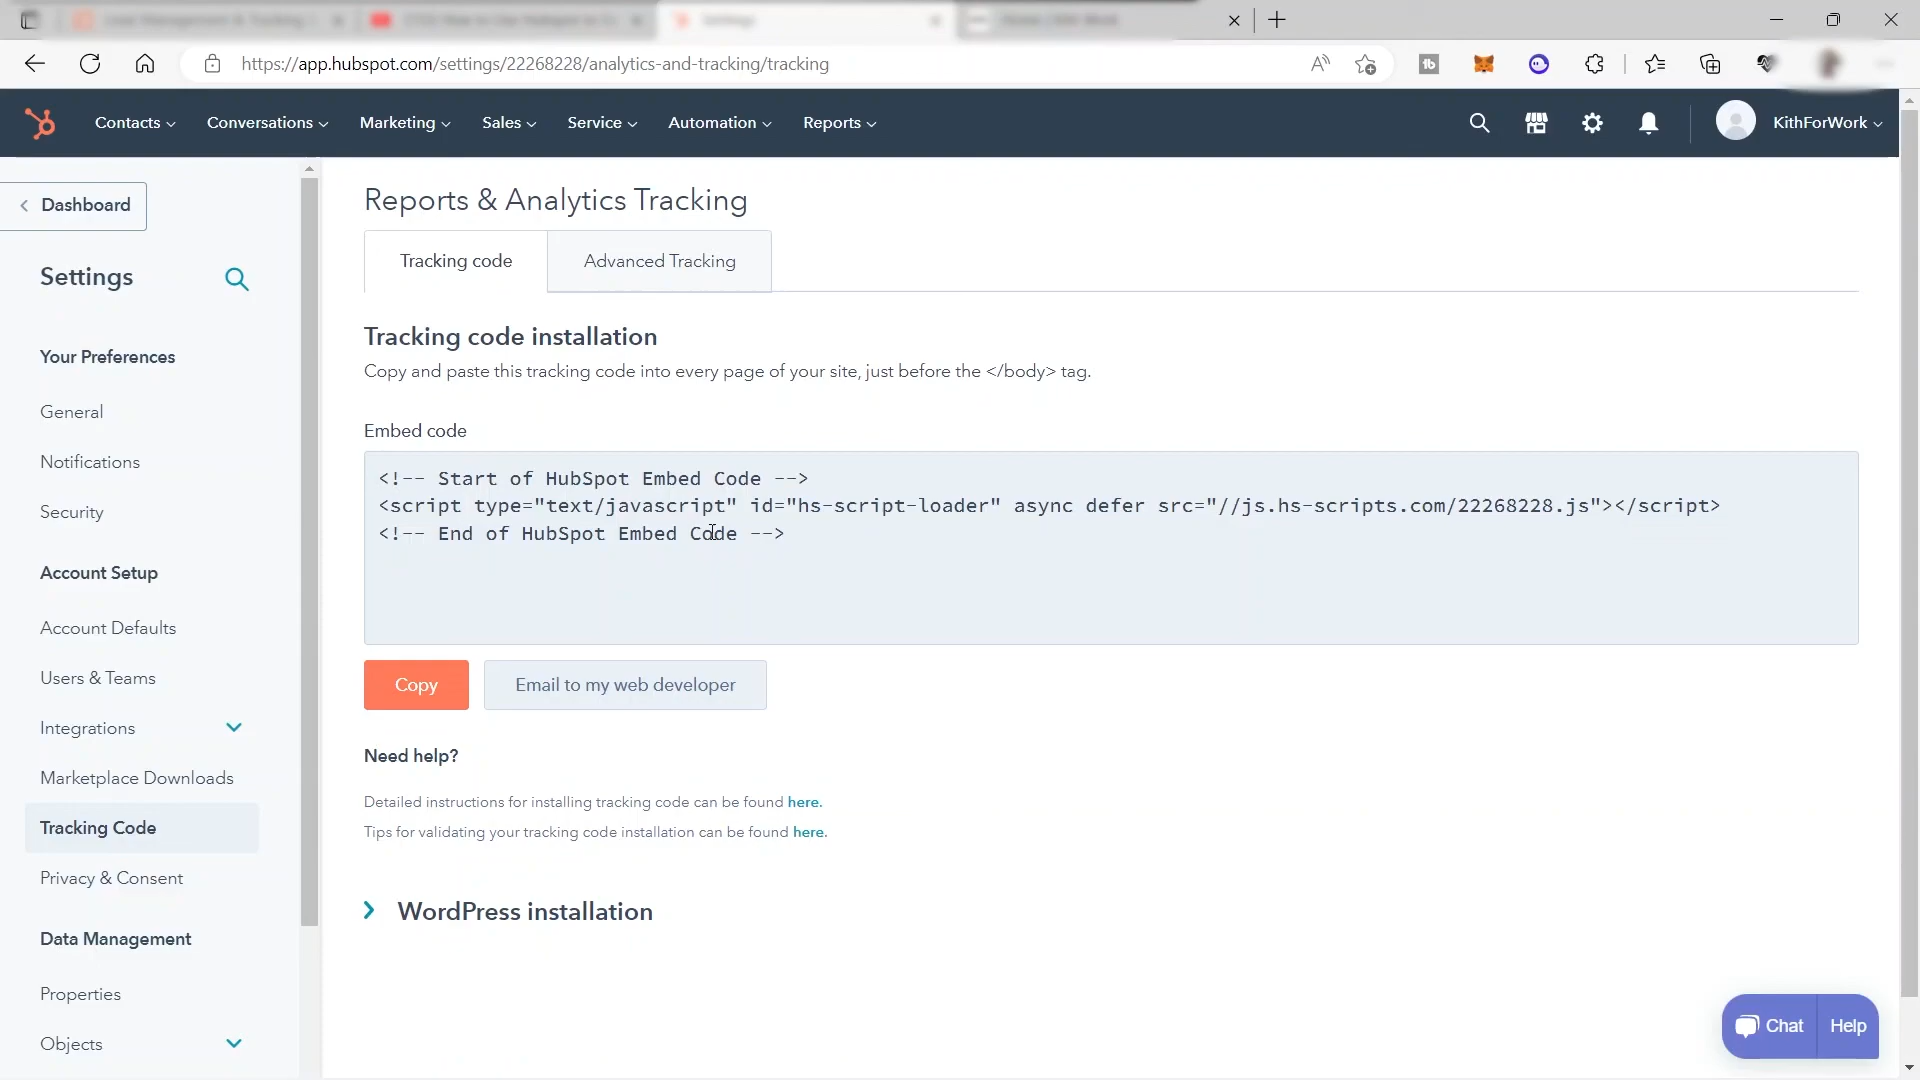 Settings
https://app.hubspot.com/settings/22268228/analytics-and-tracking/tracking
Contacts
Conversations
Marketing
Sales
Service
Automation
Reports
KithForWork
Dashboard
Settings
Your Preferences
General
Notifications
Security
Account Setup
Account Defaults
Users & Teams
Integrations
Marketplace Downloads
Tracking Code
Privacy & Consent
Data Management
Properties
Objects
Reports & Analytics Tracking
Tracking code
Advanced Tracking
Tracking code installation
Copy and paste this tracking code into every page of your site, just before the </body> tag.
Embed code
<!-- Start of HubSpot Embed Code -->
<script type="text/javascript" id="hs-script-loader" async defer src="//js.hs-scripts.com/22268228.js"></script>
<!-- End of HubSpot Embed Code -->
Copy
Email to my web developer
Need help?
Detailed instructions for installing tracking code can be found here.
Tips for validating your tracking code installation can be found here.
WordPress installation
Chat
Help